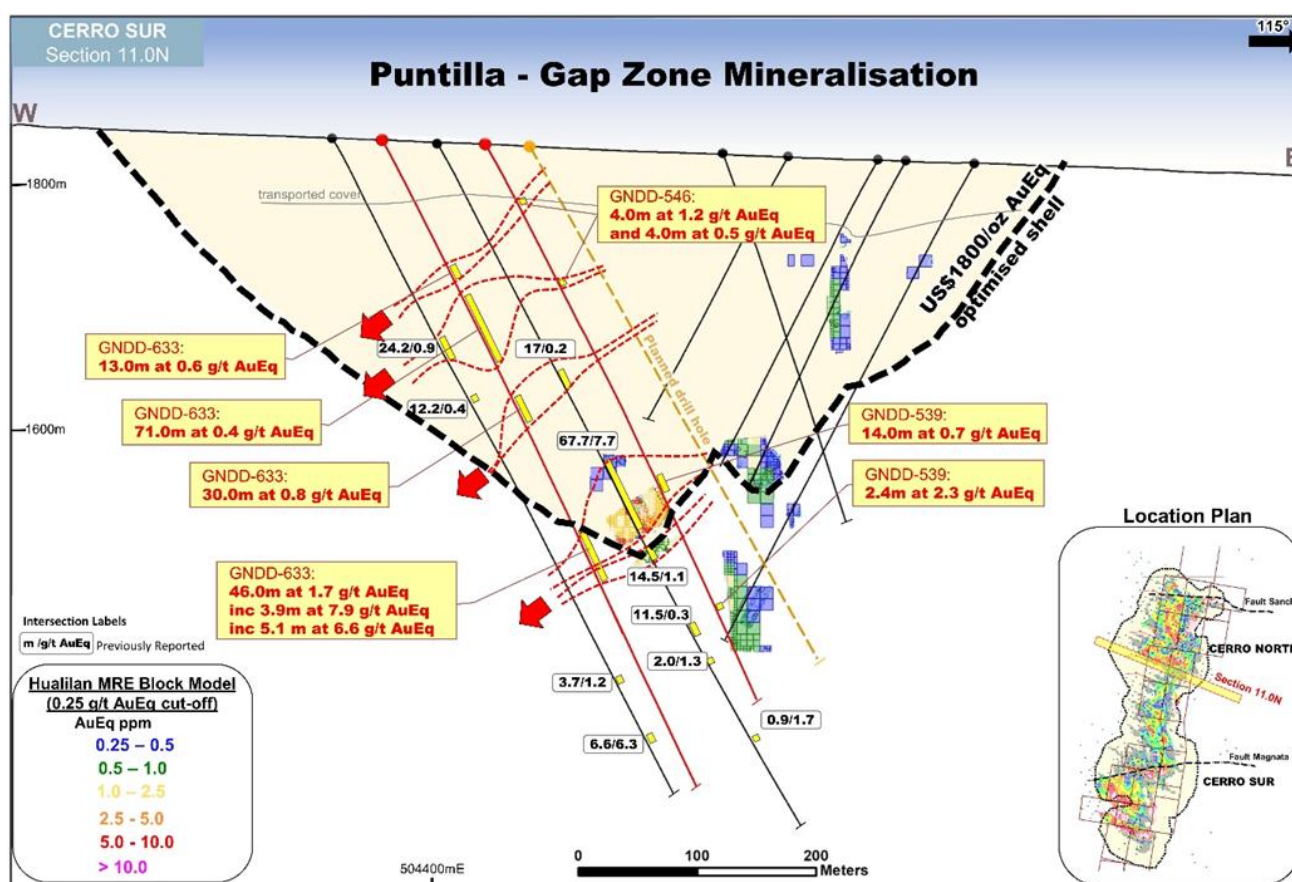 CERRO SUR
Section 11.0N
115°
Puntilla - Gap Zone Mineralisation
W
E
1800m
transported cover
GNDD-546:
4.0m at 1.2 g/t AuEq
and 4.0m at 0.5 g/t AuEq
US$1800/oz AuEq
optimised shell
GNDD-633:
13.0m at 0.6 g/t AuEq
24.2/0.9
17/0.2
Planned drill hole
12.2/0.4
GNDD-633:
71.0m at 0.4 g/t AuEq
1600m
67.7/7.7
GNDD-539:
14.0m at 0.7 g/t AuEq
GNDD-633:
30.0m at 0.8 g/t AuEq
GNDD-539:
2.4m at 2.3 g/t AuEq
GNDD-633:
46.0m at 1.7 g/t AuEq
inc 3.9m at 7.9 g/t AuEq
inc 5.1 m at 6.6 g/t AuEq
14.5/1.1
11.5/0.3
2.0/1.3
3.7/1.2
0.9/1.7
6.6/6.3
Intersection Labels
m /g/t AuEq Previously Reported
Hualilan MRE Block Model
(0.25 g/t AuEq cut-off)
AuEq ppm
0.25 – 0.5
0.5 – 1.0
1.0 – 2.5
2.5 - 5.0
5.0 - 10.0
> 10.0
504400mE
0 100 200
Meters
Location Plan
Fault Sanch
CERRO NORTE
Section 11.0N
Fault Magnata
CERRO SUR